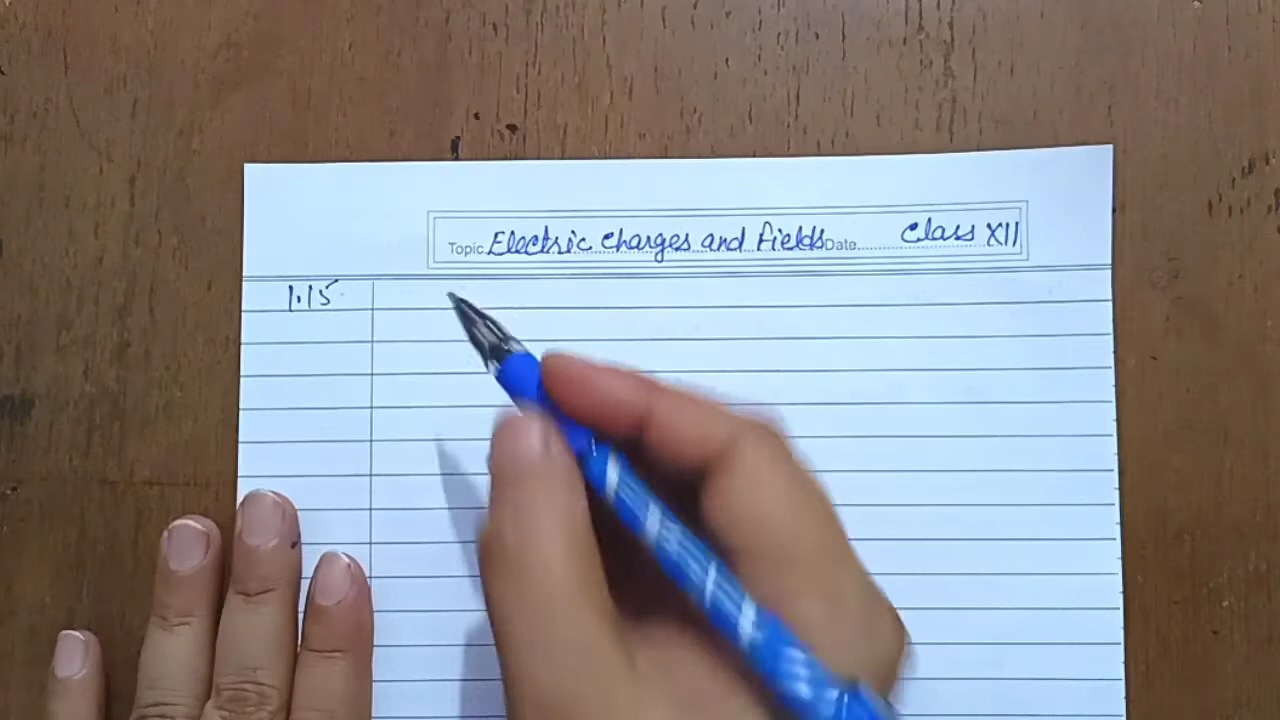 Topic Electric Charges and Fields Date........ Class XII
1.15